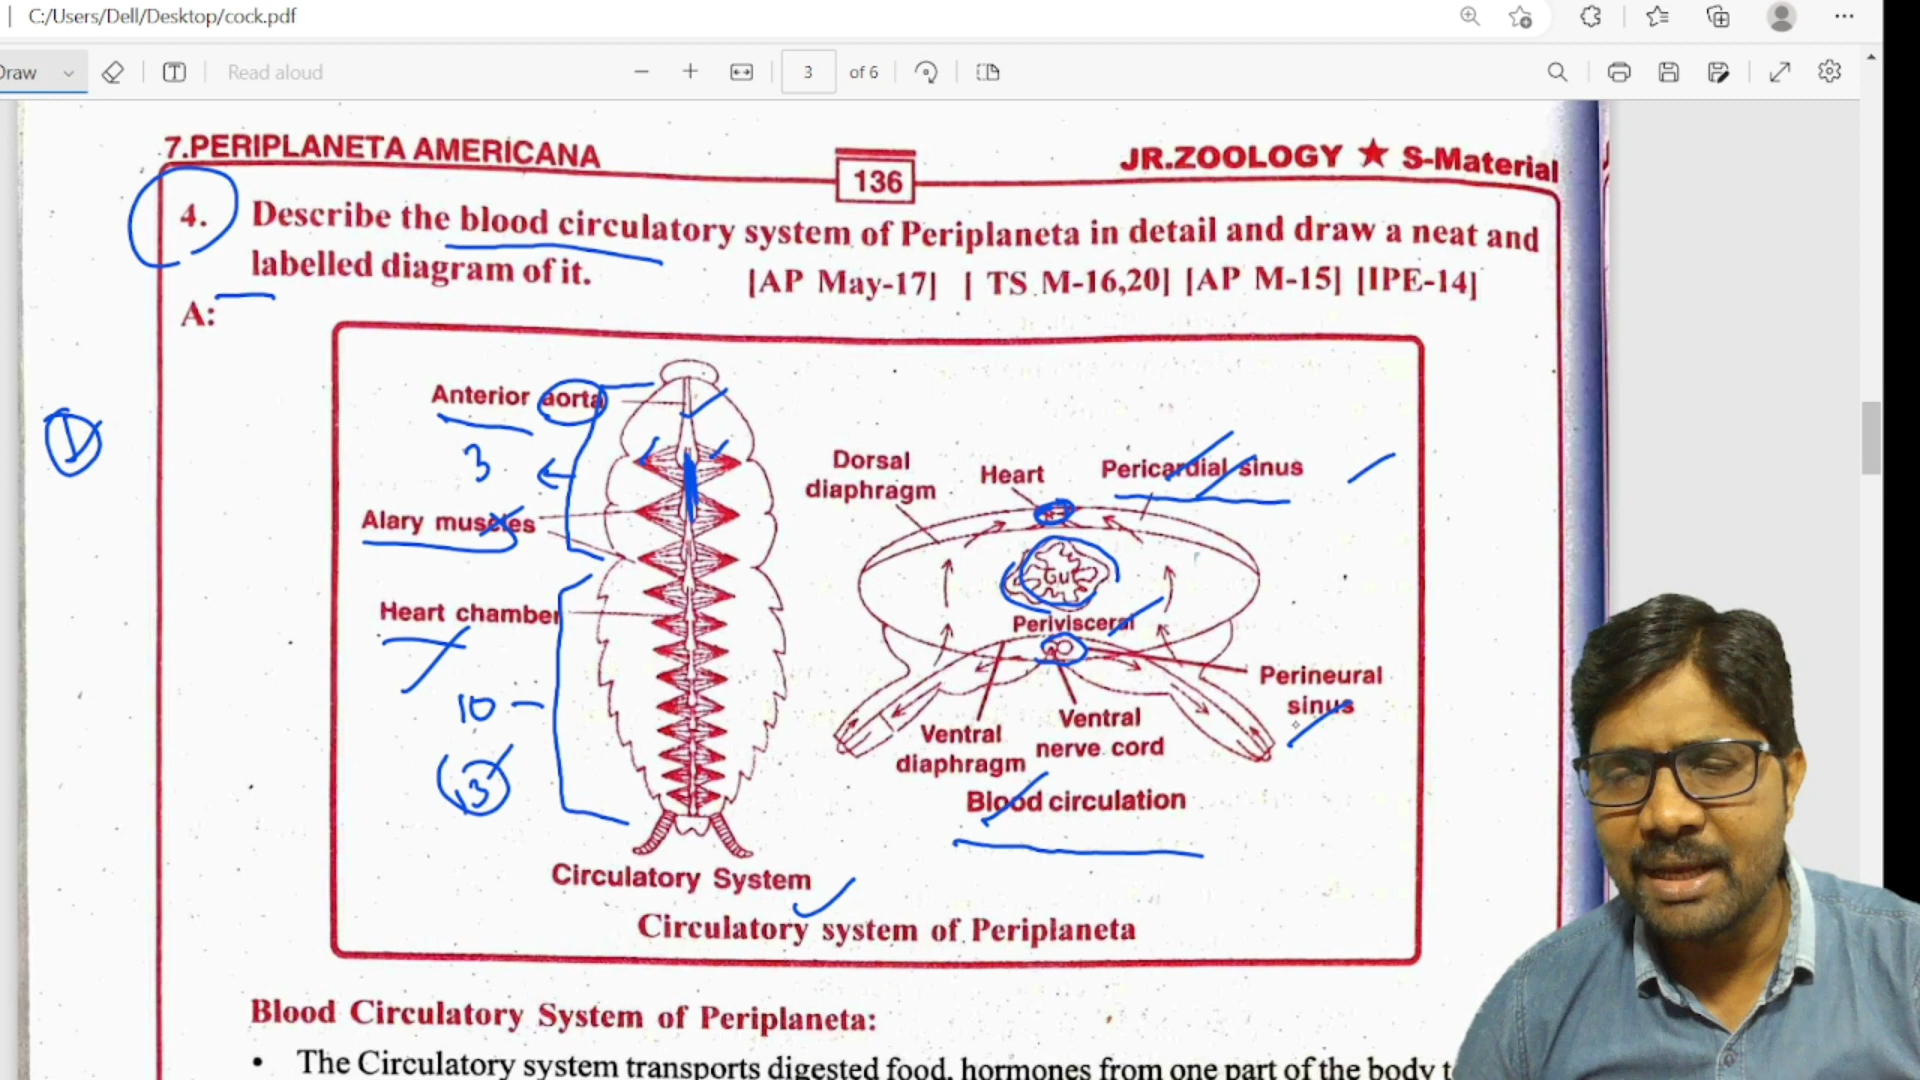 C:/Users/Dell/Desktop/cock.pdf
Draw
Read aloud
3
of 6
7.PERIPLANETA AMERICANA
136
JR.ZOOLOGY ★ S-Material
4. Describe the blood circulatory system of Periplaneta in detail and draw a neat and
labelled diagram of it. [AP May-17] [ TS M-16,20] [AP M-15] [IPE-14]
A:
1
Anterior aorta
3
Alary muscles
Heart chamber
10
13
Circulatory System
Dorsal
diaphragm
Heart
Pericardial sinus
Gut
Perivisceral
Perineural
sinus
Ventral
diaphragm
Ventral
nerve cord
Blood circulation
Circulatory system of Periplaneta
Blood Circulatory System of Periplaneta:
• The Circulatory system transports digested food, hormones from one part of the body t